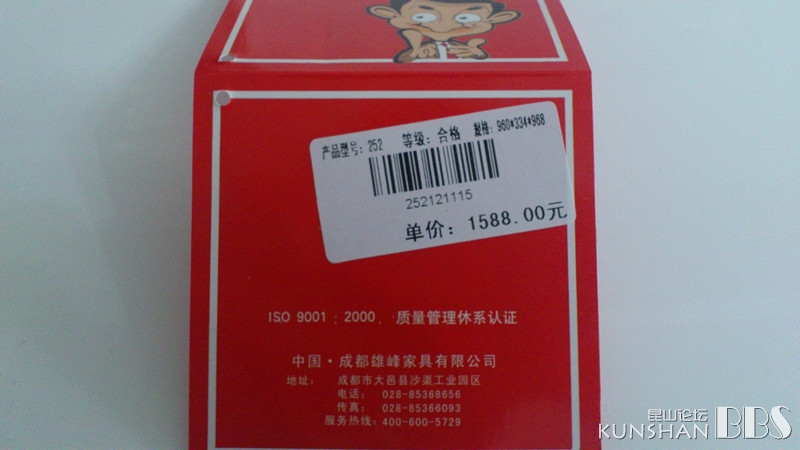 产品型号：252 等级：合格 规格：960*334*968
252121115
单价：1588.00元
ISO 9001：2000．质量管理休系认证
中国·成都雄峰家具有限公司
地址：成都市大邑县沙渠工业园区
电话：028-85368656
传真：028-85366093
服务热线：400-600-5729
昆山论坛
KUNSHAN BBS